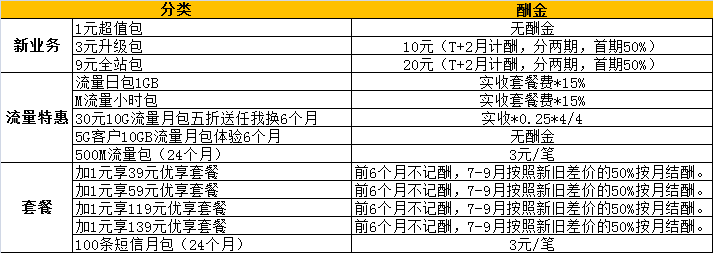 分类 酬金
新业务
1元超值包 无酬金
3元升级包 10元（T+2月计酬，分两期，首期50%）
9元全站包 20元（T+2月计酬，分两期，首期50%）
流量特惠
流量日包1GB 实收套餐费*15%
M流量小时包 实收套餐费*15%
30元10G流量月包五折送任我换6个月 实收*0.25*4/4
5G客户10GB流量月包体验6个月 无酬金
500M流量包（24个月） 3元/笔
套餐
加1元享39元优享套餐 前6个月不记酬，7-9月按照新旧差价的50%按月结酬。
加1元享59元优享套餐 前6个月不记酬，7-9月按照新旧差价的50%按月结酬。
加1元享119元优享套餐 前6个月不记酬，7-9月按照新旧差价的50%按月结酬。
加1元享139元优享套餐 前6个月不记酬，7-9月按照新旧差价的50%按月结酬。
100条短信月包（24个月） 3元/笔